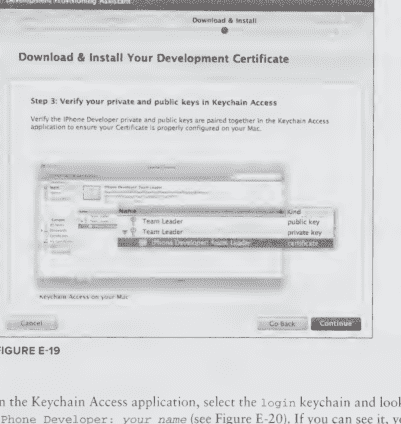 Development Provisioning Assistant
Download & Install
Download & Install Your Development Certificate
Step 3: Verify your private and public keys in Keychain Access
Verify the iPhone Developer private and public keys are paired together in the Keychain Access
application to ensure your Certificate is properly configured on your Mac.
Name Kind
Team Leader public key
Team Leader private key
iPhone Developer: Team Leader certificate
Keychain Access on your Mac
Cancel Go Back Continue
FIGURE E-19
n the Keychain Access application, select the login keychain and look
Phone Developer: your name (see Figure E-20). If you can see it, yo